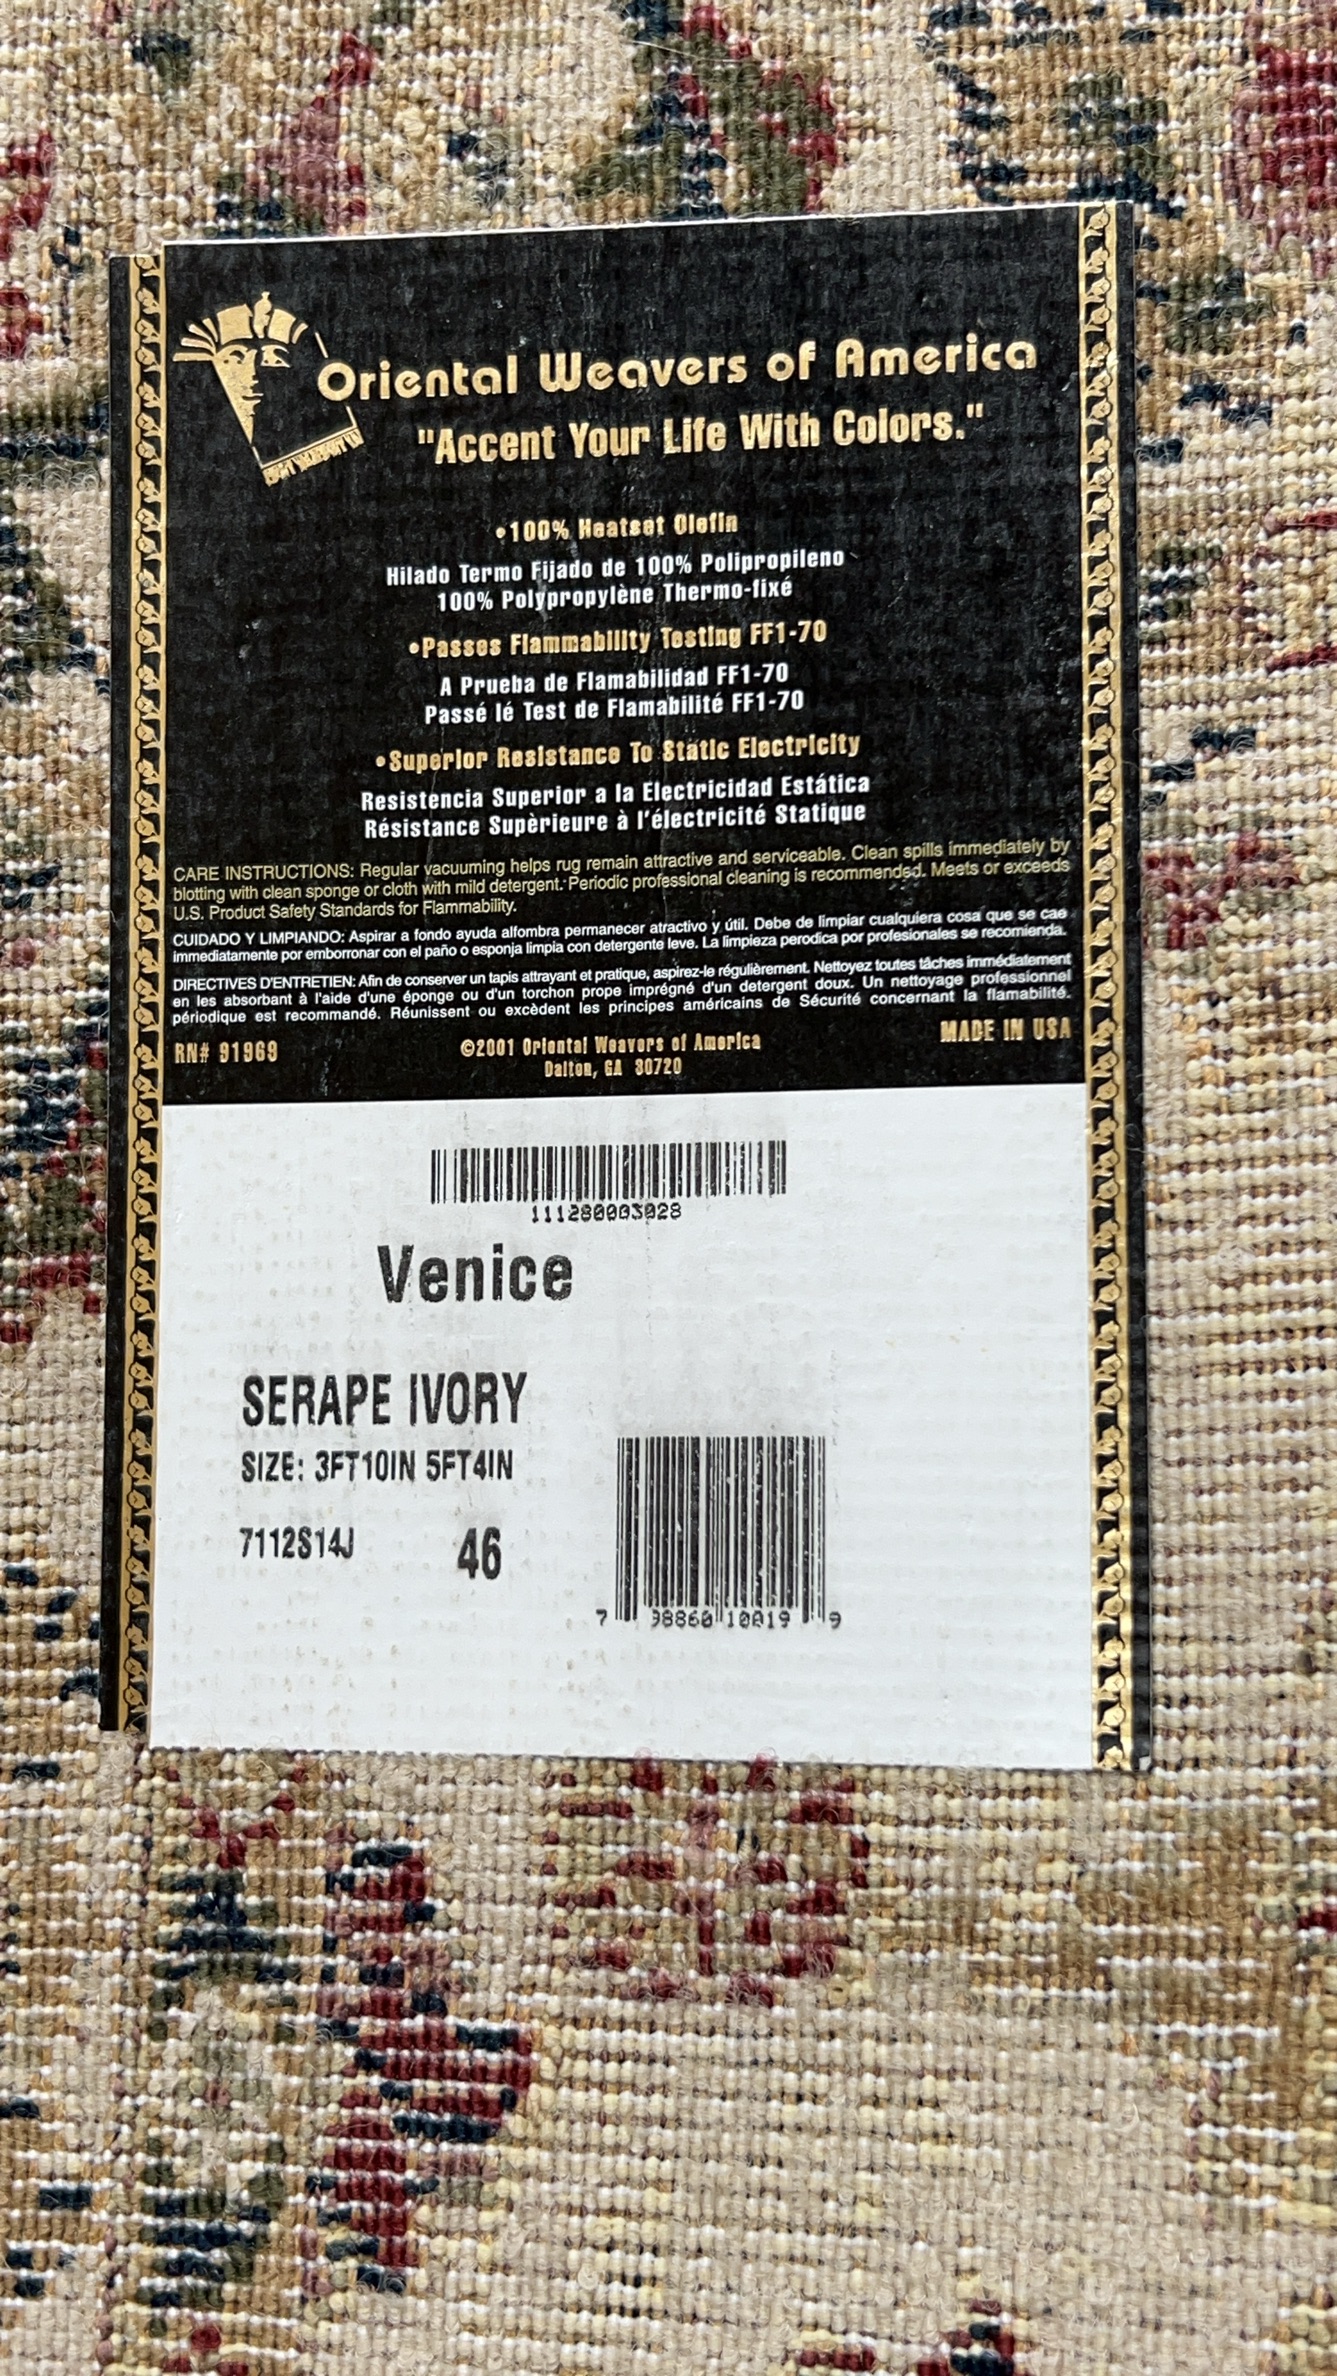 Oriental Weavers of America
"Accent Your Life With Colors."
•100% Heatset Olefin
Hilado Termo Fijado de 100% Polipropileno
100% Polypropylène Thermo-fixé
•Passes Flammability Testing FF1-70
A Prueba de Flamabilidad FF1-70
Passé lé Test de Flamabilité FF1-70
•Superior Resistance To Static Electricity
Resistencia Superior a la Electricidad Estática
Résistance Supèrieure à l'électricité Statique
CARE INSTRUCTIONS: Regular vacuuming helps rug remain attractive and serviceable. Clean spills immediately by
blotting with clean sponge or cloth with mild detergent. Periodic professional cleaning is recommended. Meets or exceeds
U.S. Product Safety Standards for Flammability.
CUIDADO Y LIMPIANDO: Aspirar a fondo ayuda alfombra permanecer atractivo y útil. Debe de limpiar cualquiera cosa que se cae
immediatamente por emborronar con el paño o esponja limpia con detergente leve. La limpieza perodica por profesionales se recomienda.
DIRECTIVES D'ENTRETIEN: Afin de conserver un tapis attrayant et pratique, aspirez-le régulièrement. Nettoyez toutes tâches immédiatement
en les absorbant à l'aide d'une éponge ou d'un torchon prope imprégné d'un detergent doux. Un nettoyage professionnel
périodique est recommandé. Réunissent ou excèdent les principes américains de Sécurité concernant la flamabilité.
RN# 91969
©2001 Oriental Weavers of America
Dalton, GA 30720
MADE IN USA
111280003028
Venice
SERAPE IVORY
SIZE: 3FT10IN 5FT4IN
7112S14J 46
7 98860 10019 9